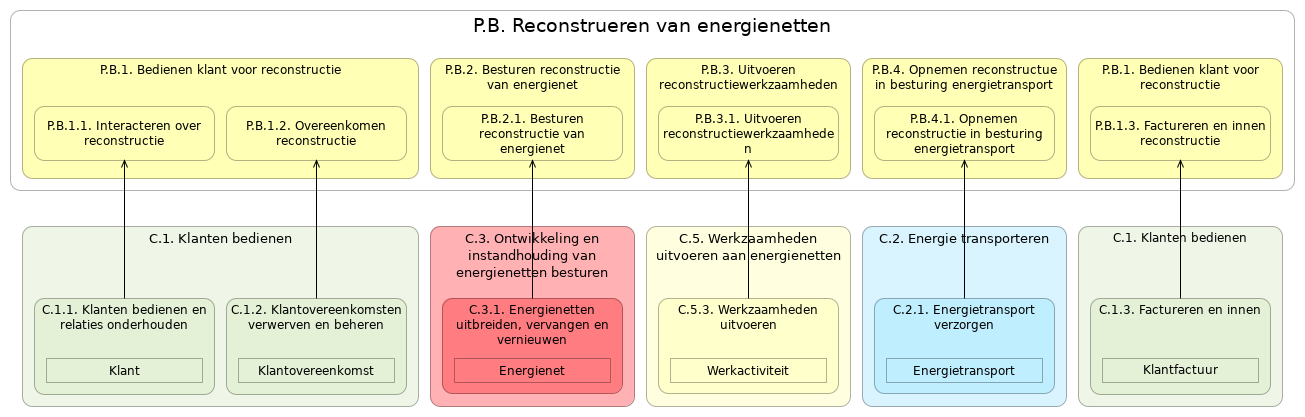 P.B. Reconstrueren van energienetten
P.B.1. Bedienen klant voor reconstructie
P.B.1.1. Interacteren over
reconstructie
P.B.1.2. Overeenkomen
reconstructie
P.B.2. Besturen reconstructie
van energienet
P.B.2.1. Besturen
reconstructie van
energienet
P.B.3. Uitvoeren
reconstructiewerkzaamheden
P.B.3.1. Uitvoeren
reconstructiewerkzaamhede
n
P.B.4. Opnemen reconstructue
in besturing energietransport
P.B.4.1. Opnemen
reconstructie in besturing
energietransport
P.B.1. Bedienen klant voor
reconstructie
P.B.1.3. Factureren en innen
reconstructie
C.1. Klanten bedienen
C.1.1. Klanten bedienen en
relaties onderhouden
Klant
C.1.2. Klantovereenkomsten
verwerven en beheren
Klantovereenkomst
C.3. Ontwikkeling en
instandhouding van
energienetten besturen
C.3.1. Energienetten
uitbreiden, vervangen en
vernieuwen
Energienet
C.5. Werkzaamheden
uitvoeren aan energienetten
C.5.3. Werkzaamheden
uitvoeren
Werkactiviteit
C.2. Energie transporteren
C.2.1. Energietransport
verzorgen
Energietransport
C.1. Klanten bedienen
C.1.3. Factureren en innen
Klantfactuur